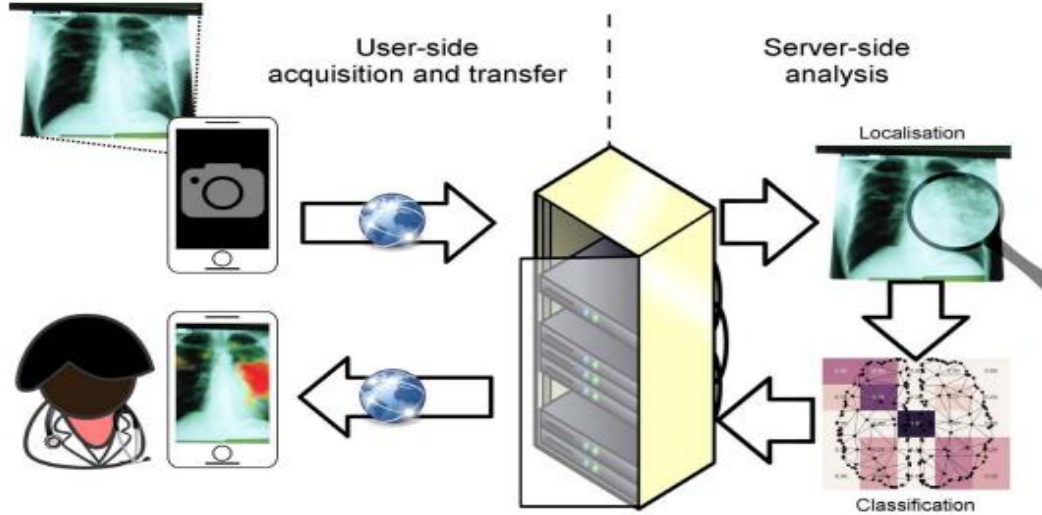 User-side
acquisition and transfer
Server-side
analysis
Localisation
Classification